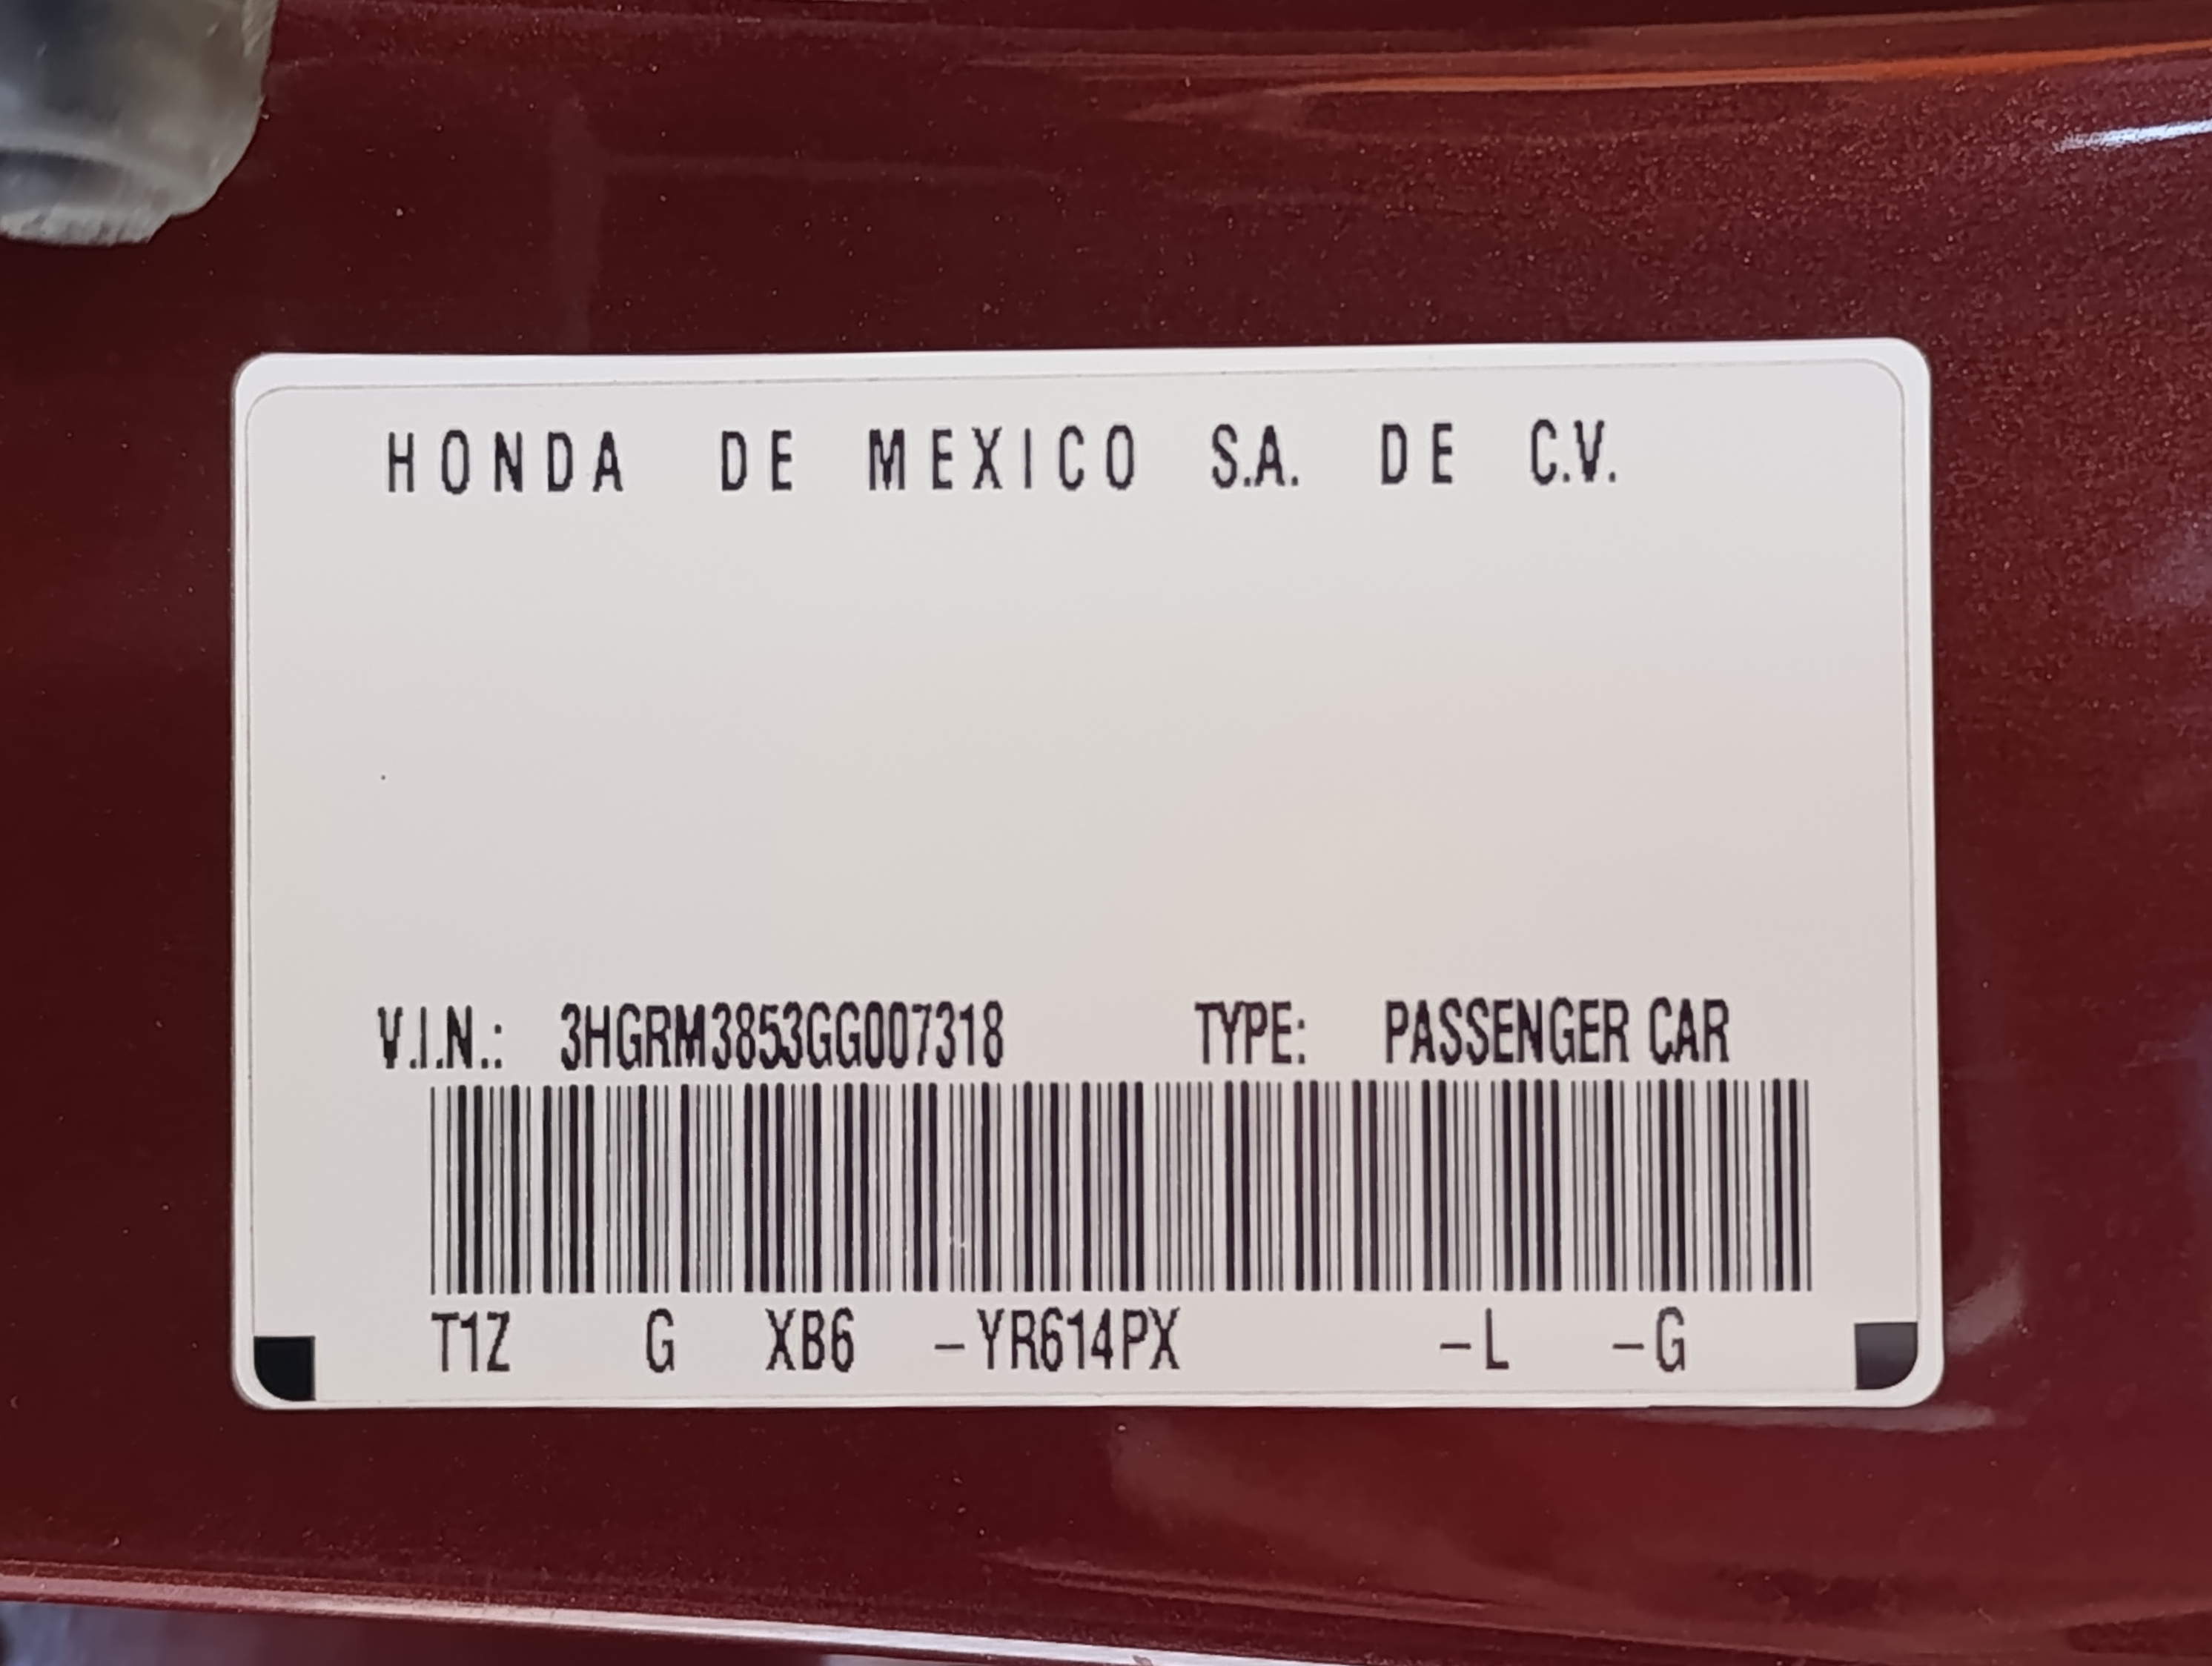 HONDA DE MEXICO S.A. DE C.V.
V.I.N.: 3HGRM3853GG007318 TYPE: PASSENGER CAR
T1Z G XB6 -YR614PX -L -G